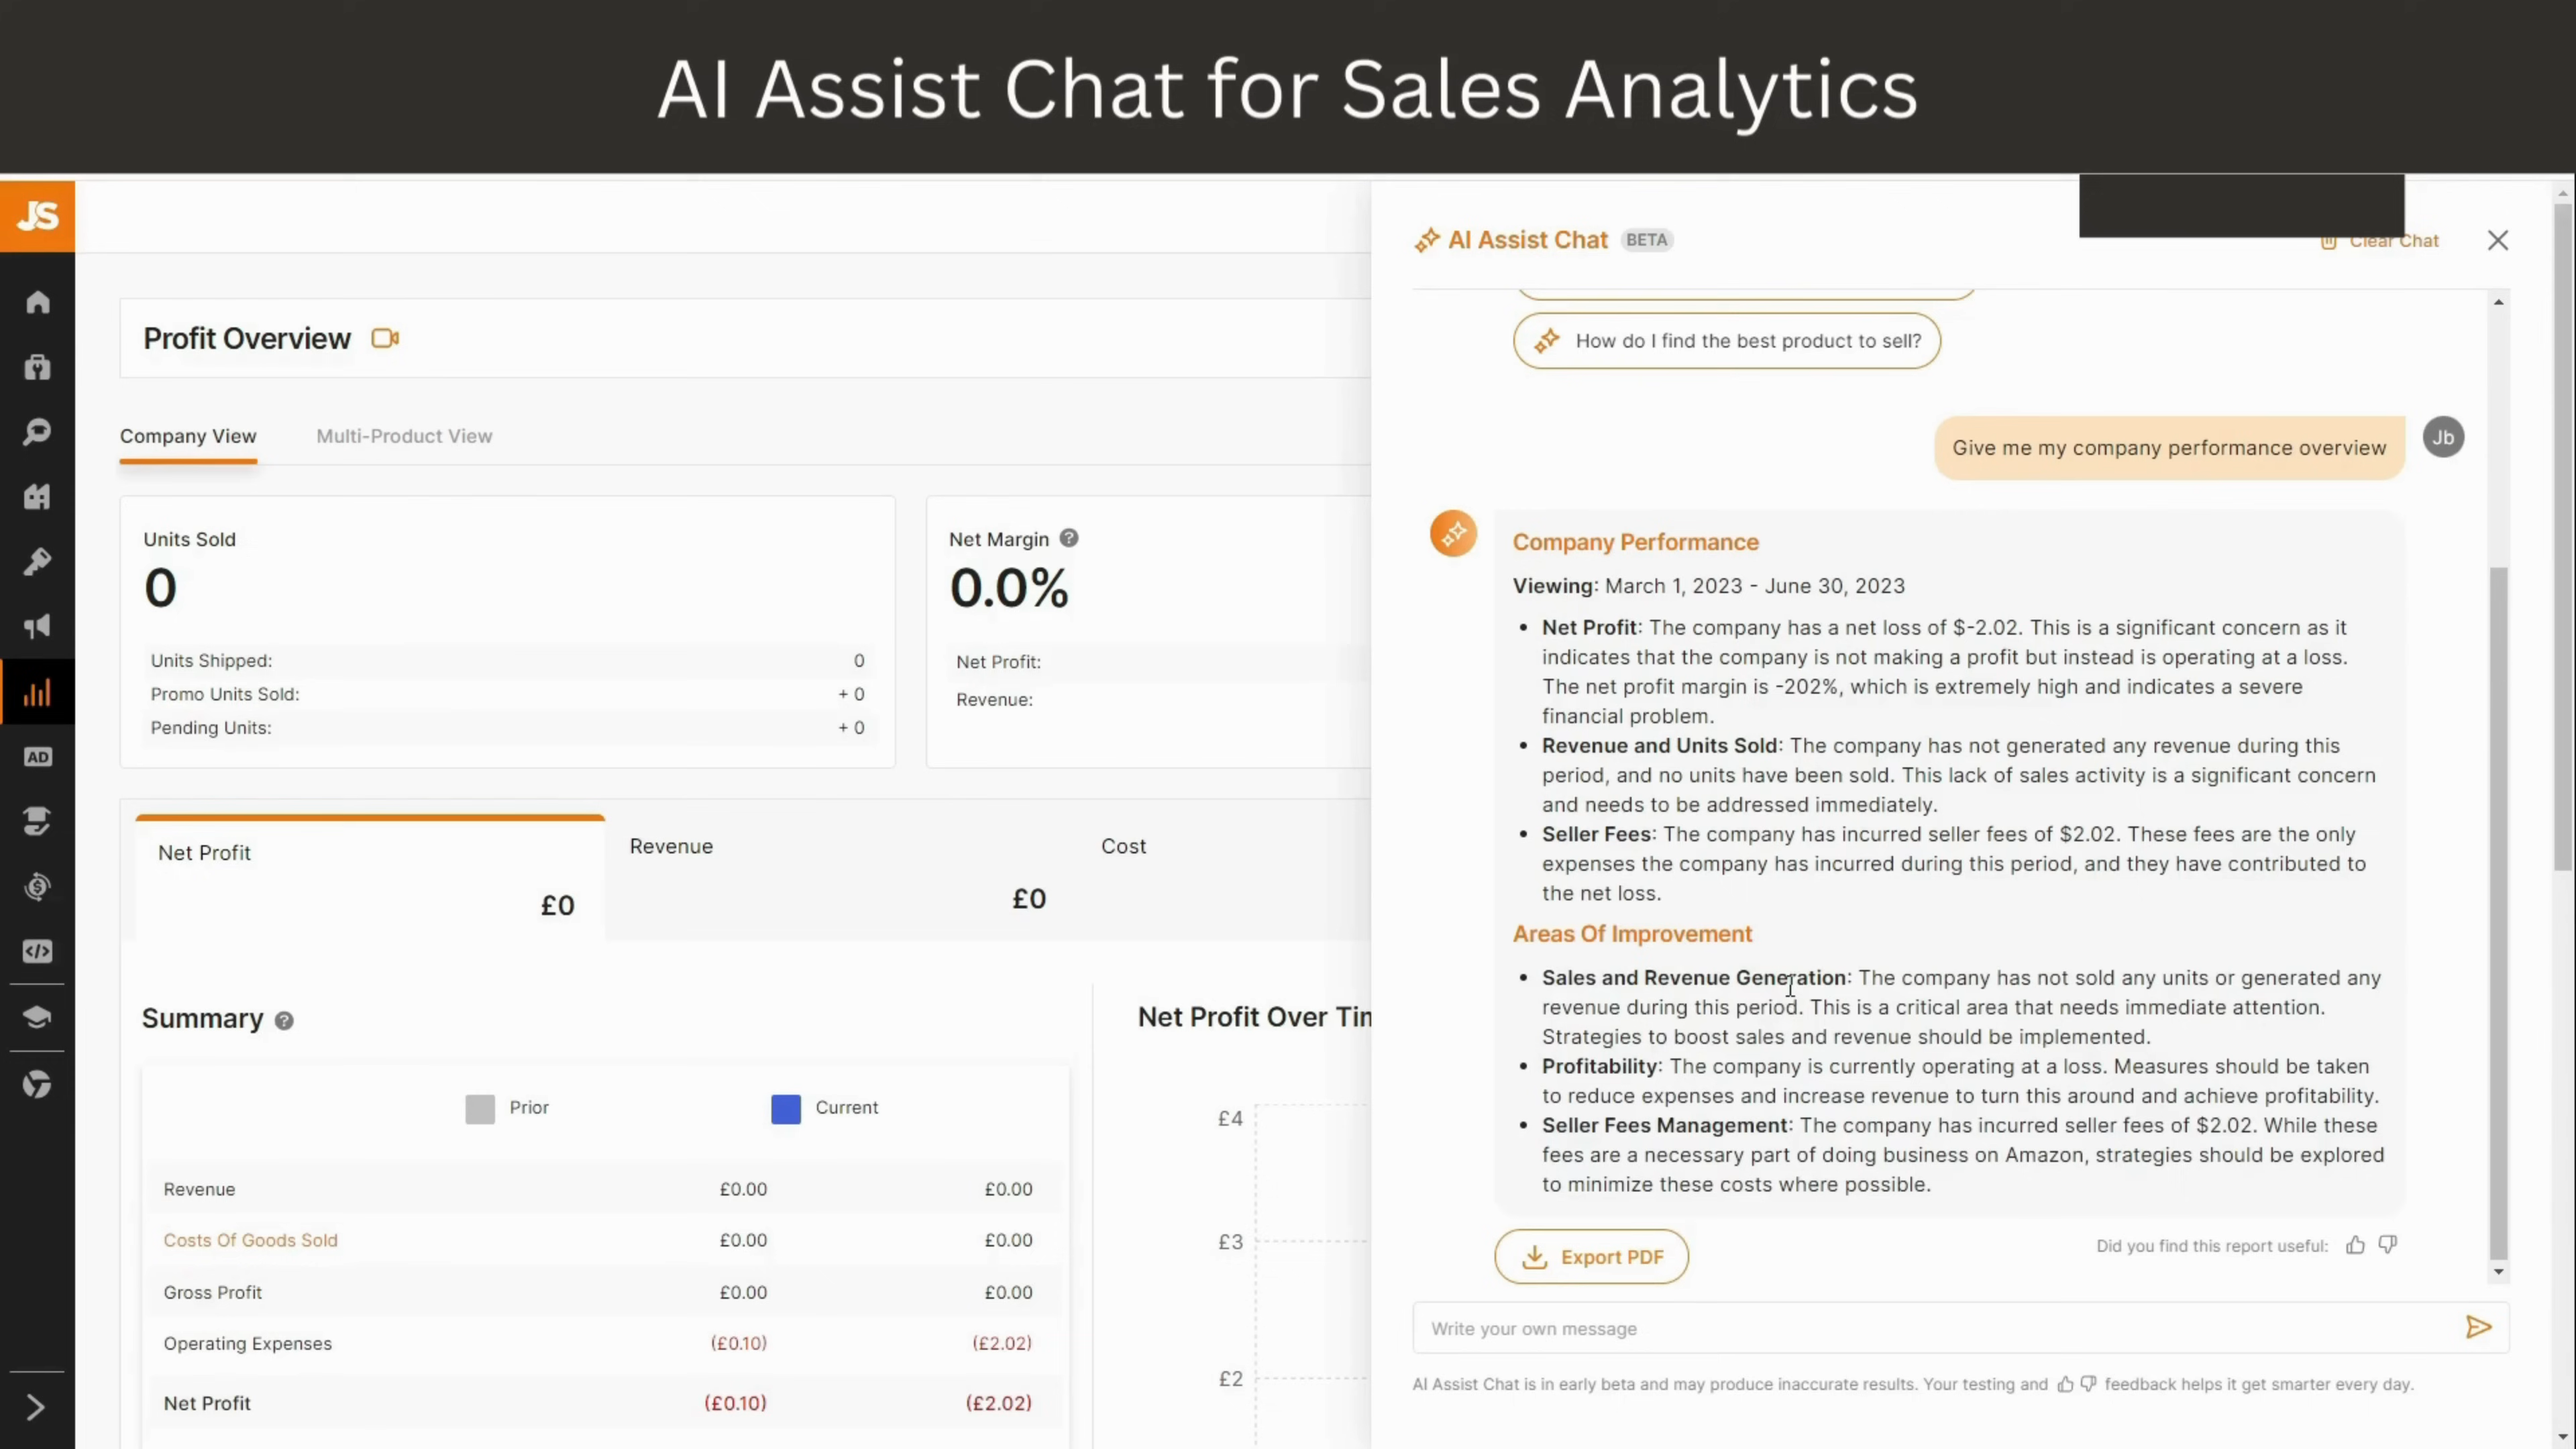 AI Assist Chat for Sales Analytics
JS
Profit Overview
Company View
Multi-Product View
Units Sold
0
Units Shipped: 0
Promo Units Sold: + 0
Pending Units: + 0
Net Margin ?
0.0%
Net Profit:
Revenue:
Net Profit
£0
Revenue
£0
Cost
Summary ?
Prior Current
Revenue £0.00 £0.00
Costs Of Goods Sold £0.00 £0.00
Gross Profit £0.00 £0.00
Operating Expenses (£0.10) (£2.02)
Net Profit (£0.10) (£2.02)
Net Profit Over Tim
£4
£3
£2
AD
AI Assist Chat BETA
Clear Chat
How do I find the best product to sell?
Give me my company performance overview
Jb
Company Performance
Viewing: March 1, 2023 - June 30, 2023
• Net Profit: The company has a net loss of $-2.02. This is a significant concern as it
indicates that the company is not making a profit but instead is operating at a loss.
The net profit margin is -202%, which is extremely high and indicates a severe
financial problem.
• Revenue and Units Sold: The company has not generated any revenue during this
period, and no units have been sold. This lack of sales activity is a significant concern
and needs to be addressed immediately.
• Seller Fees: The company has incurred seller fees of $2.02. These fees are the only
expenses the company has incurred during this period, and they have contributed to
the net loss.
Areas Of Improvement
• Sales and Revenue Generation: The company has not sold any units or generated any
revenue during this period. This is a critical area that needs immediate attention.
Strategies to boost sales and revenue should be implemented.
• Profitability: The company is currently operating at a loss. Measures should be taken
to reduce expenses and increase revenue to turn this around and achieve profitability.
• Seller Fees Management: The company has incurred seller fees of $2.02. While these
fees are a necessary part of doing business on Amazon, strategies should be explored
to minimize these costs where possible.
Export PDF
Did you find this report useful:
Write your own message
AI Assist Chat is in early beta and may produce inaccurate results. Your testing and feedback helps it get smarter every day.